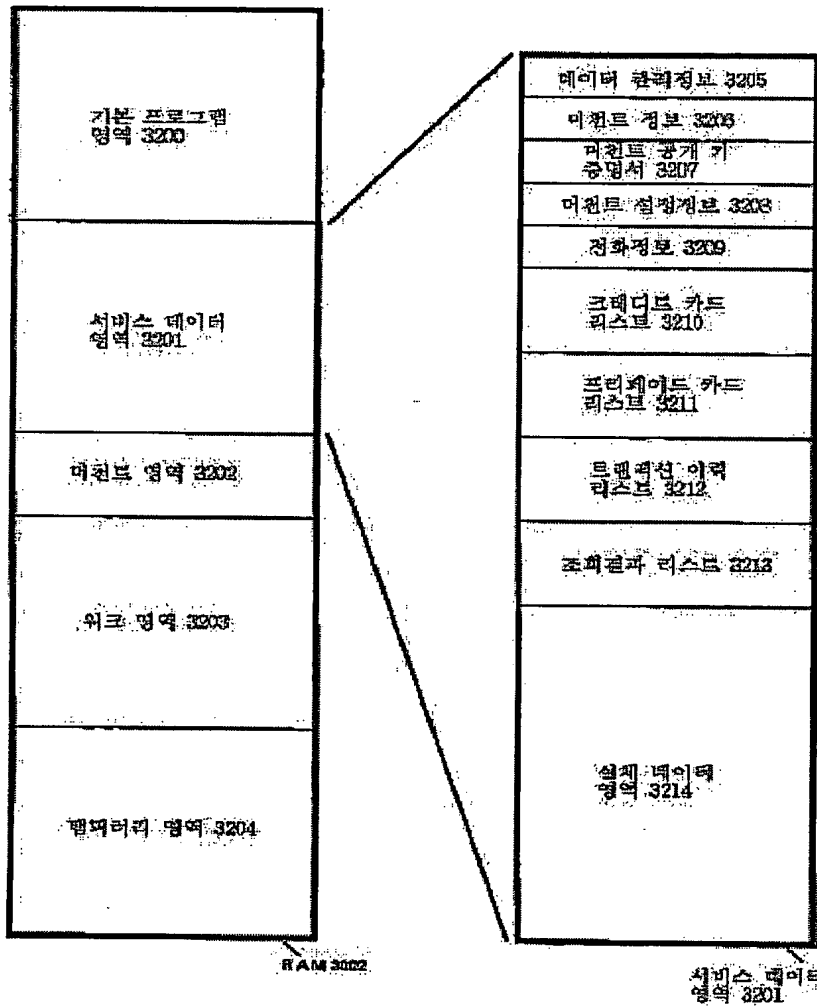 기본 프로그램
영역 3200
서비스 데이터
영역 3201
머천트 영역 3202
워크 영역 3203
템퍼러리 영역 3204
RAM 3002
데이터 관리정보 3205
머천트 정보 3206
머천트 공개 키
증명서 3207
머천트 설정정보 3208
전화정보 3209
크레디트 카드
리스트 3210
프리페이드 카드
리스트 3211
트랜잭션 이력
리스트 3212
조회결과 리스트 3213
실체 데이터
영역 3214
서비스 데이터
영역 3201